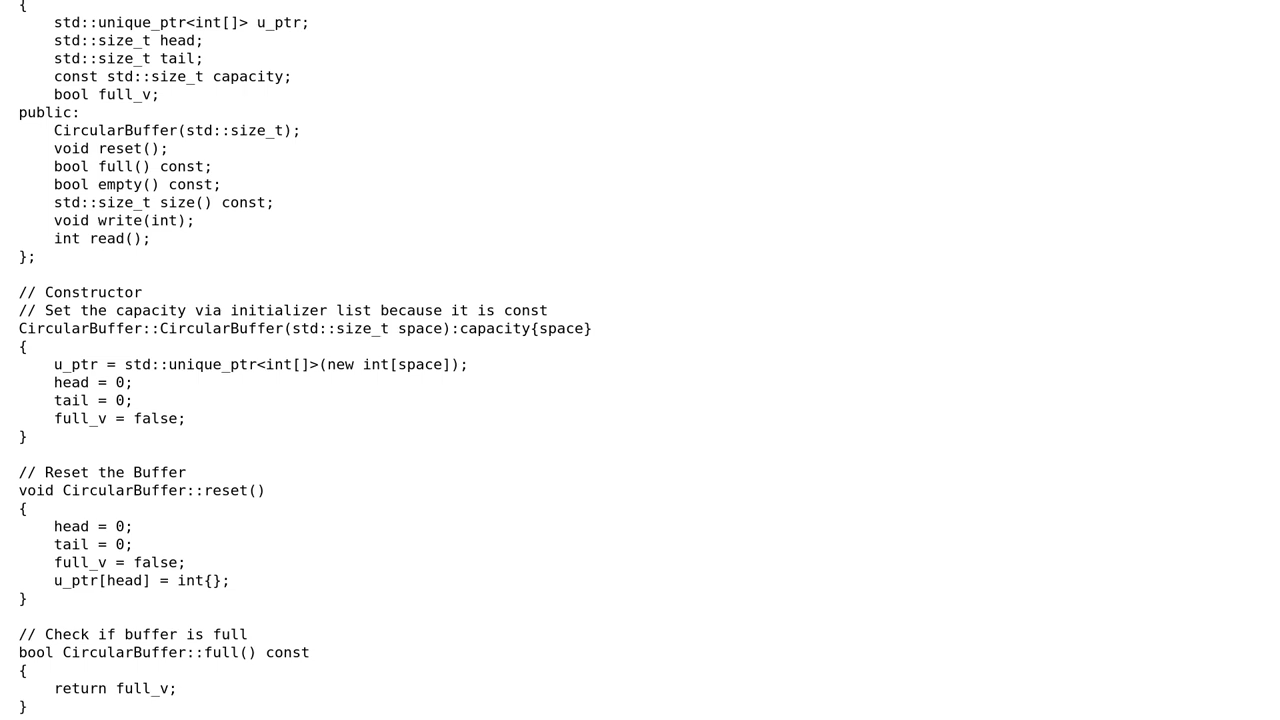 {
    std::unique_ptr<int[]> u_ptr;
    std::size_t head;
    std::size_t tail;
    const std::size_t capacity;
    bool full_v;
public:
    CircularBuffer(std::size_t);
    void reset();
    bool full() const;
    bool empty() const;
    std::size_t size() const;
    void write(int);
    int read();
};

// Constructor
// Set the capacity via initializer list because it is const
CircularBuffer::CircularBuffer(std::size_t space):capacity{space}
{
    u_ptr = std::unique_ptr<int[]>(new int[space]);
    head = 0;
    tail = 0;
    full_v = false;
}

// Reset the Buffer
void CircularBuffer::reset()
{
    head = 0;
    tail = 0;
    full_v = false;
    u_ptr[head] = int{};
}

// Check if buffer is full
bool CircularBuffer::full() const
{
    return full_v;
}